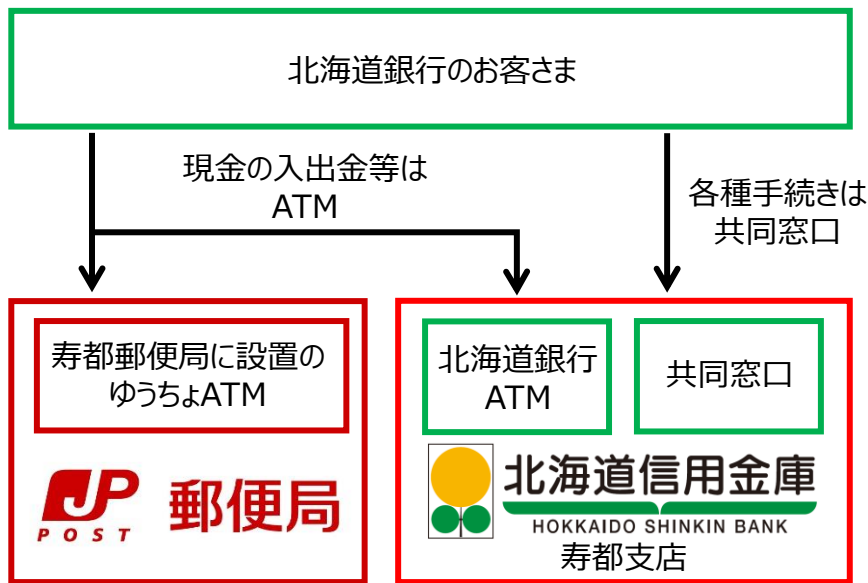 北海道銀行のお客さま
現金の入出金等は
ATM
各種手続きは
共同窓口
寿都郵便局に設置の
ゆうちょATM
JP
POST
郵便局
北海道銀行
ATM
共同窓口
北海道信用金庫
HOKKAIDO SHINKIN BANK
寿都支店